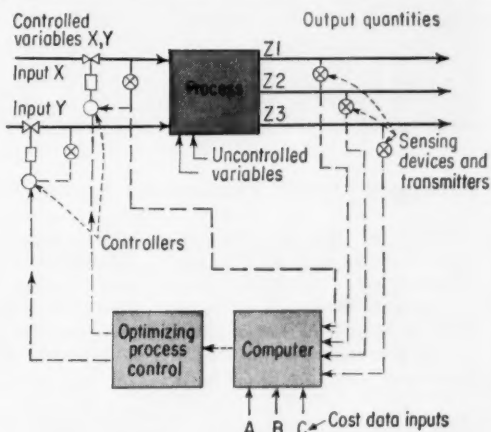 Controlled
variables X,Y
Output quantities
Input X
Process
Z1
Z2
Input Y
Z3
Uncontrolled
variables
Sensing
devices and
transmitters
Controllers
Optimizing
process
control
Computer
A B C
Cost data inputs